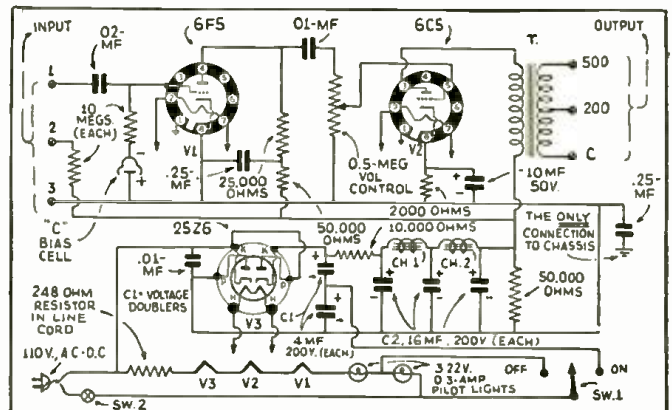 INPUT
.02-
MF
6F5
.01-MF
6C5
T.
OUTPUT
500
200
C
1
2
3
10
MEGS.
(EACH)
V1
.25-
MF
25,000
OHMS
0.5-MEG
VOL
CONTROL
V2
10 MF
50V.
.25-
MF
"C"
BIAS
CELL
2000 OHMS
THE ONLY
CONNECTION
TO CHASSIS
25Z6
50,000
OHMS
10,000 OHMS
CH.1
CH.2
.01-
MF
50,000
OHMS
248 OHM
RESISTOR
IN LINE
CORD
C1= VOLTAGE
DOUBLERS
K
K
P
P
H
H
V3
C1
4 MF
200V. (EACH)
C2, 16 MF, 200V (EACH)
110V., A C - D C
V3
V2
V1
3.22V.
0.3-AMP
PILOT LIGHTS
OFF
ON
SW.1
SW.2